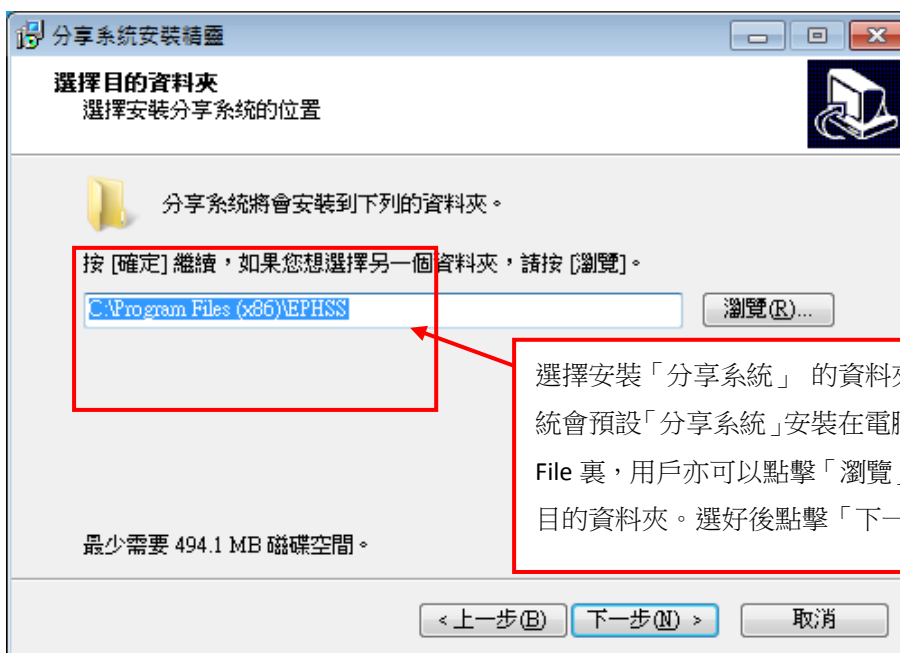 分享系统安裝精靈
選擇目的資料夾
選擇安裝分享系统的位置
分享系统將會安裝到下列的資料夾。
按 [確定] 繼續，如果您想選擇另一個資料夾，請按 [瀏覽]。
C:\Program Files (x86)\EPHSS
瀏覽(R)...
選擇安裝「分享系統」 的資料
統會預設「分享系統」安裝在電
File 裏，用戶亦可以點擊「瀏覽」
目的資料夾。選好後點擊「下一
最少需要 494.1 MB 磁碟空間。
<上一步(B)
下一步(N) >
取消